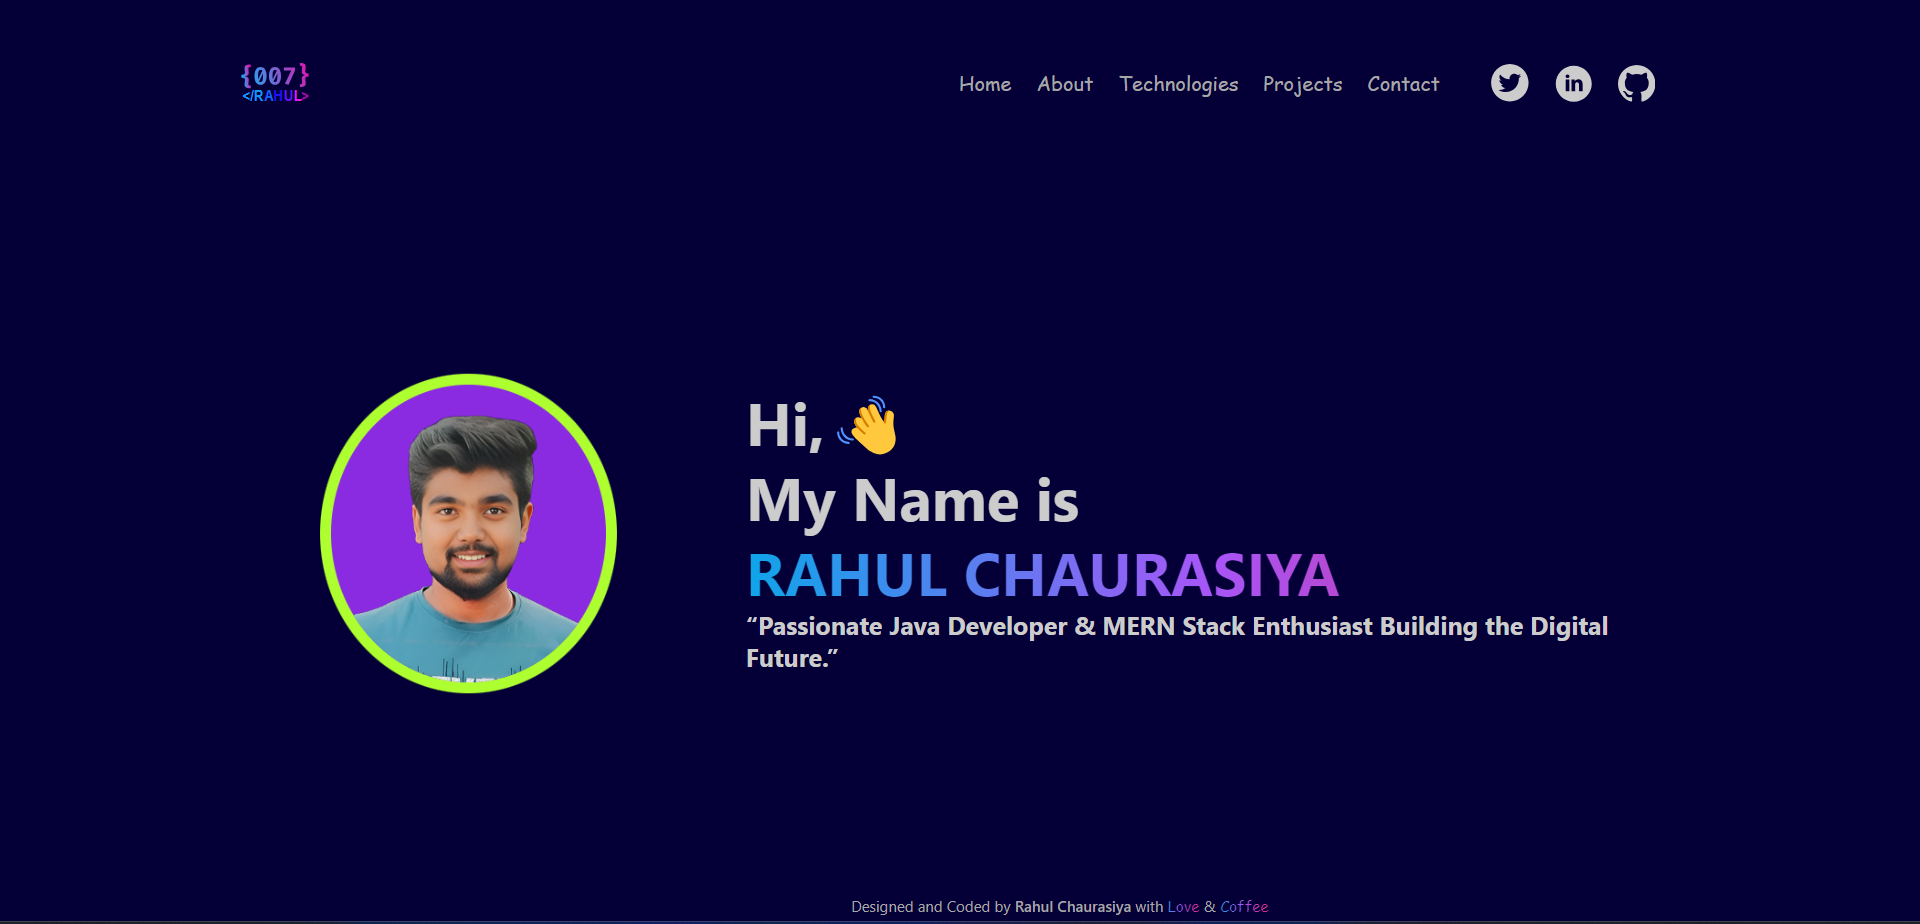 {007}
</RAHUL>
Home About Technologies Projects Contact
in
Hi, 👋
My Name is
RAHUL CHAURASIYA
“Passionate Java Developer & MERN Stack Enthusiast Building the Digital
Future.”
Designed and Coded by Rahul Chaurasiya with Love & Coffee